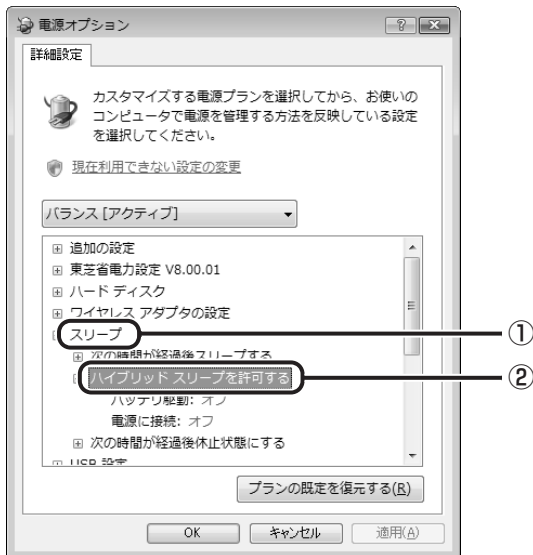 電源オプション
詳細設定
カスタマイズする電源プランを選択してから、お使いの
コンピュータで電源を管理する方法を反映している設定
を選択してください。
現在利用できない設定の変更
バランス [アクティブ]
追加の設定
東芝省電力設定 V8.00.01
ハード ディスク
ワイヤレス アダプタの設定
スリープ
①
次の時間が経過後スリープする
ハイブリッド スリープを許可する
②
バッテリ駆動: オフ
電源に接続: オフ
次の時間が経過後休止状態にする
USB 設定
プランの既定を復元する(R)
OK
キャンセル
適用(A)